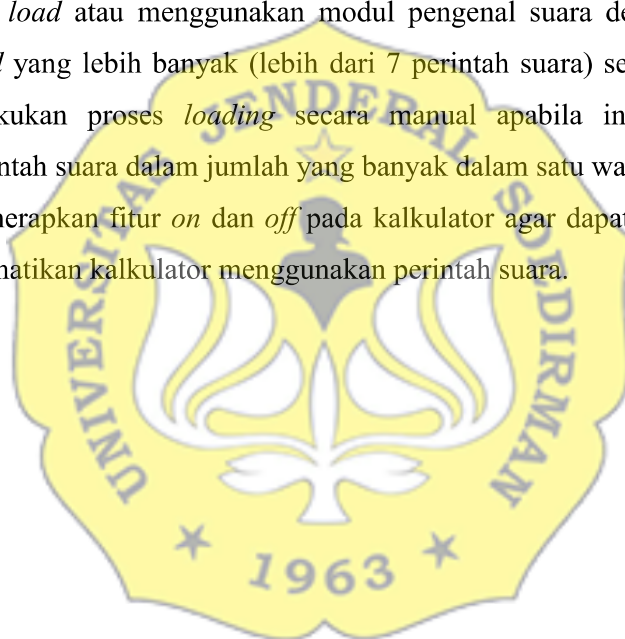 load atau menggunakan modul pengenal suara de
yang lebih banyak (lebih dari 7 perintah suara) se
kukan proses loading secara manual apabila in
ntah suara dalam jumlah yang banyak dalam satu wa
nerapkan fitur on dan off pada kalkulator agar dapat
natikan kalkulator menggunakan perintah suara.
UNIVERSITAS JENDERAL SOEDIRMAN
1963